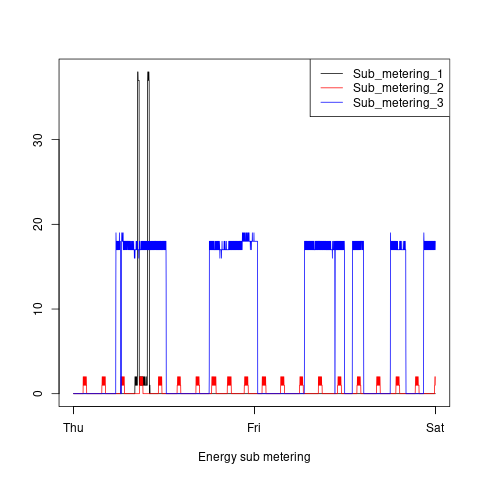 Sub_metering_1
Sub_metering_2
Sub_metering_3
30
20
10
0
Thu Fri Sat
Energy sub metering